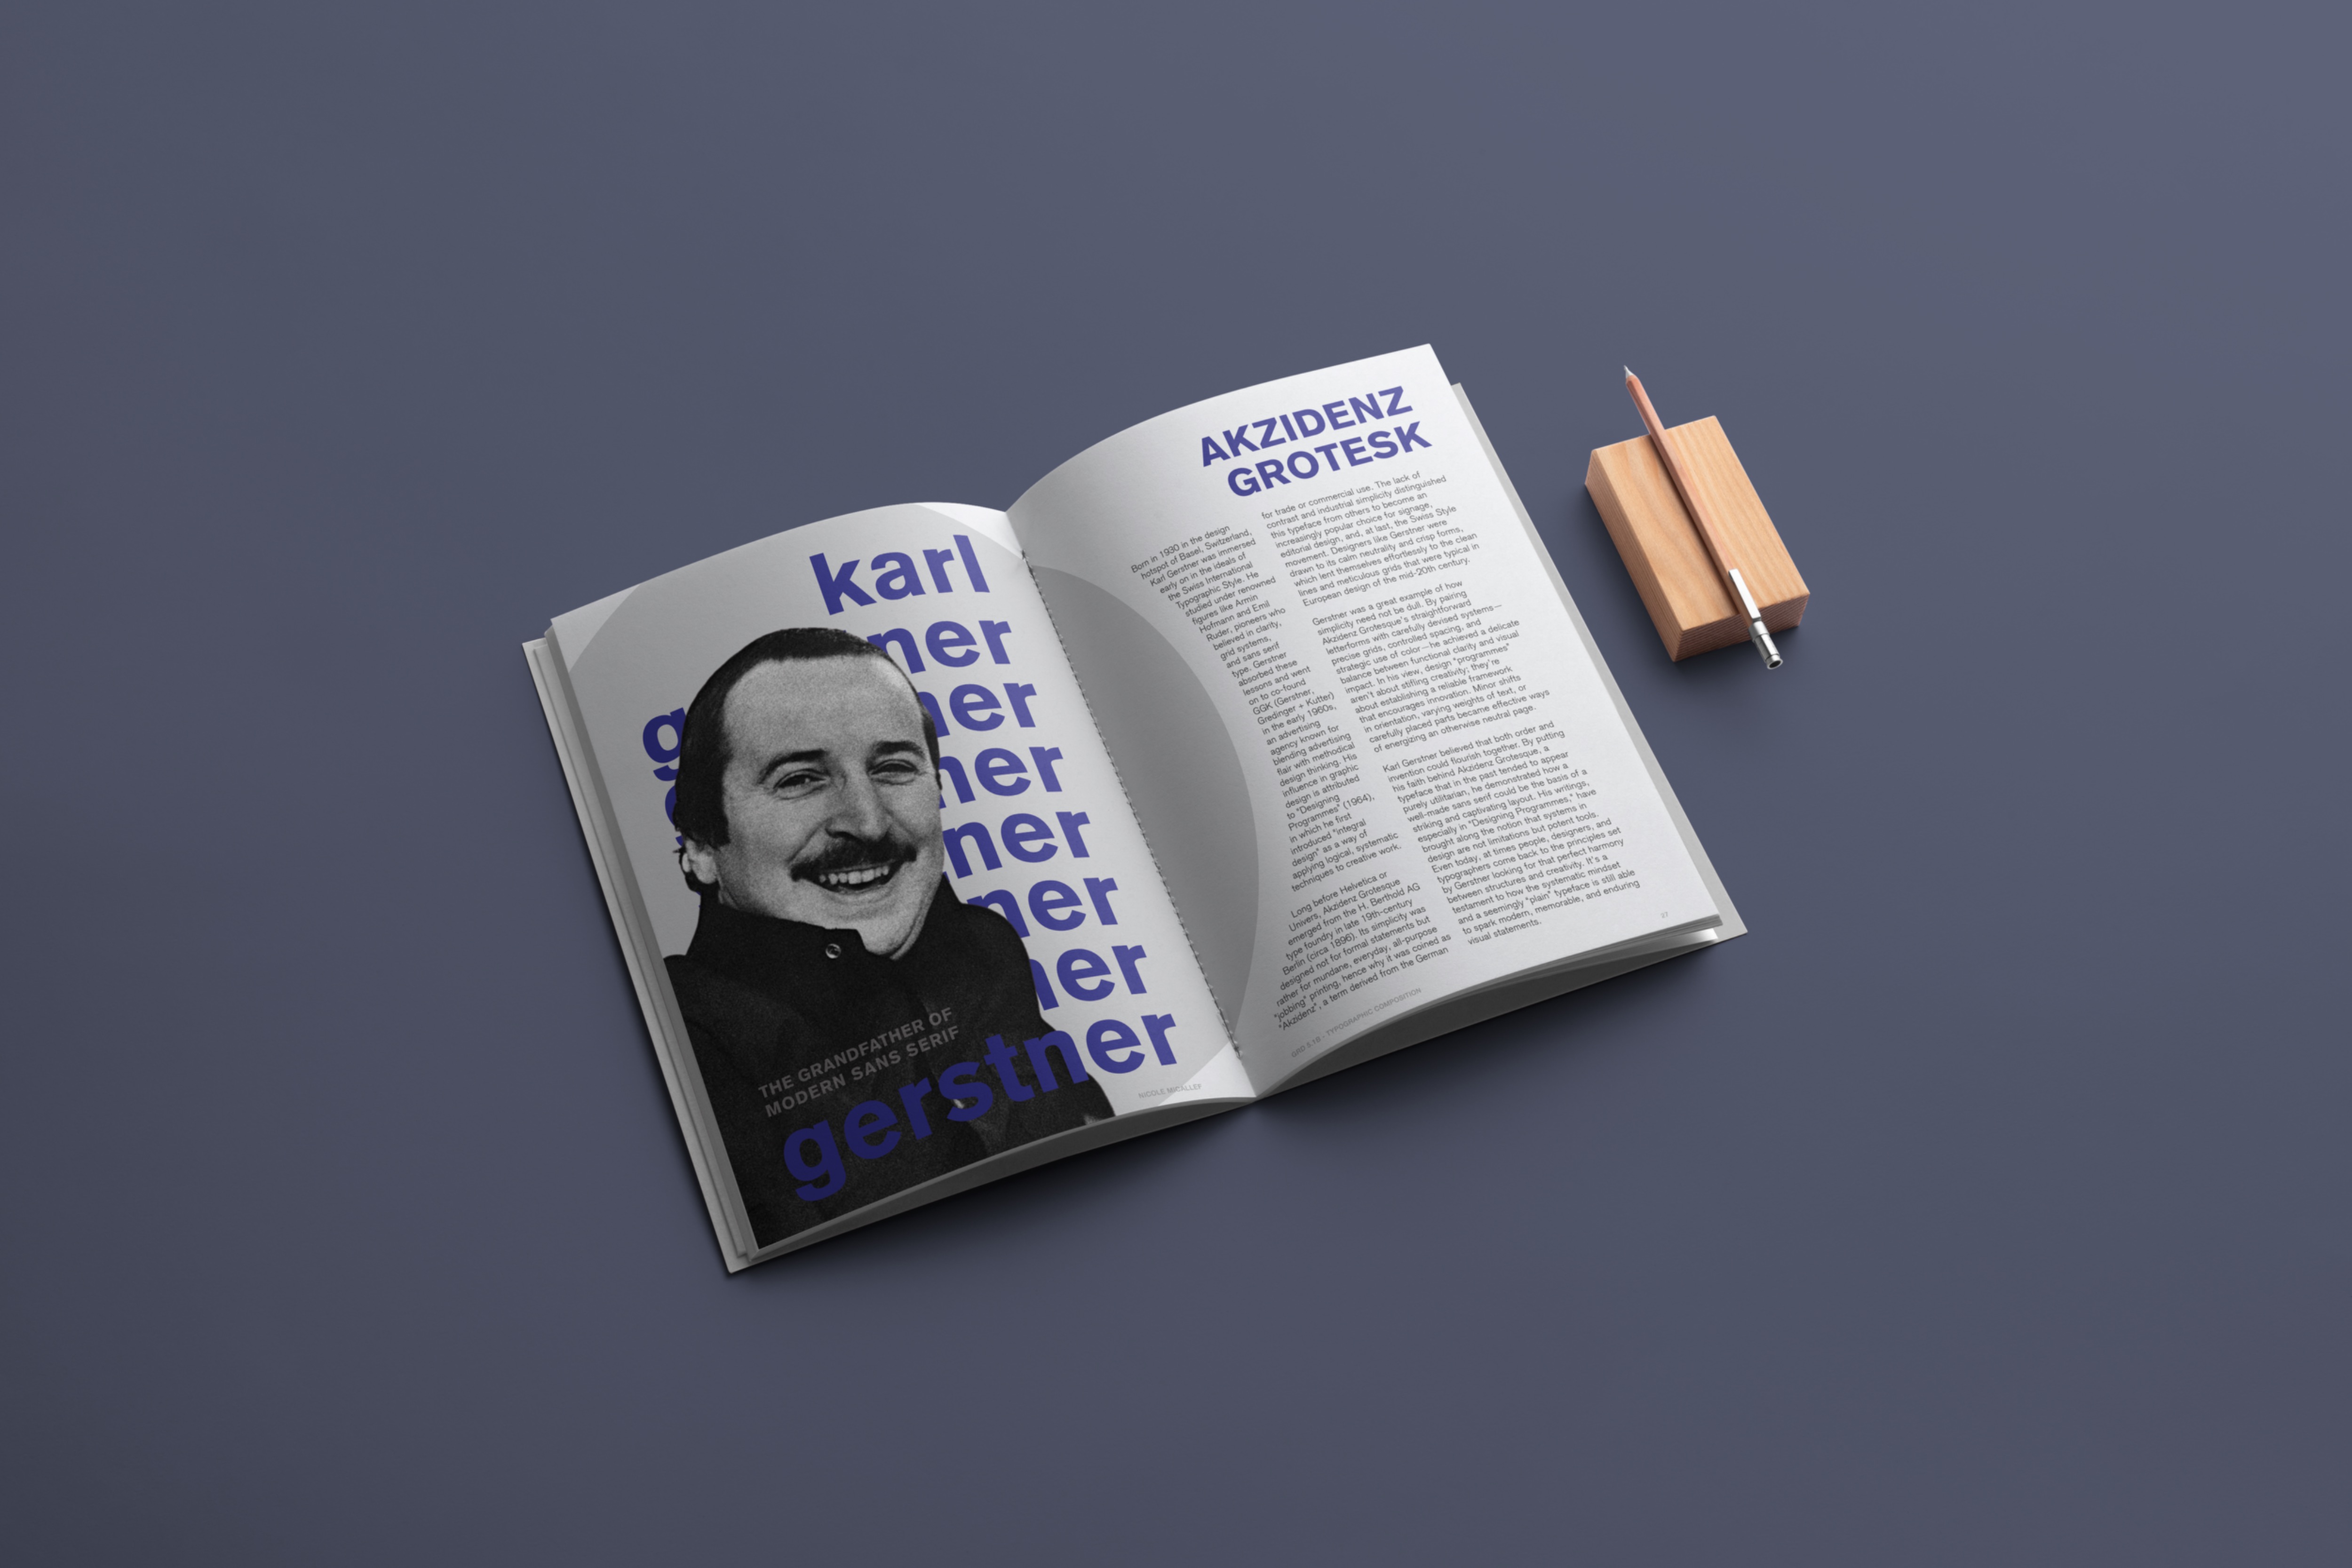 karl
ner
g ner
g ner
ner
ner
ner
gerstner
THE GRANDFATHER OF
MODERN SANS SERIF
NICOLE MICALLEF
AKZIDENZ
GROTESK
Born in 1930 in the design
hotspot of Basel, Switzerland,
Karl Gerstner was immersed
early on in the ideals of
the Swiss International
Typographic Style. He
studied under renowned
figures like Armin
Hofmann and Emil
Ruder, pioneers who
believed in clarity,
grid systems,
and sans serif
type. Gerstner
absorbed these
lessons and went
on to co-found
GGK (Gerstner,
Gredinger + Kutter)
in the early 1960s,
an advertising
agency known for
blending advertising
flair with methodical
design thinking. His
influence in graphic
design is attributed
to "Designing
Programmes" (1964),
in which he first
introduced "integral
design" as a way of
applying logical, systematic
techniques to creative work.
Long before Helvetica or
Univers, Akzidenz Grotesque
emerged from the H. Berthold AG
type foundry in late 19th-century
Berlin (circa 1896). Its simplicity was
designed not for formal statements but
rather for mundane, everyday, all-purpose
"jobbing" printing, hence why it was coined as
"Akzidenz", a term derived from the German
for trade or commercial use. The lack of
contrast and industrial simplicity distinguished
this typeface from others to become an
increasingly popular choice for signage,
editorial design, and, at last, the Swiss Style
movement. Designers like Gerstner were
drawn to its calm neutrality and crisp forms,
which lent themselves effortlessly to the clean
lines and meticulous grids that were typical in
European design of the mid-20th century.
Gerstner was a great example of how
simplicity need not be dull. By pairing
Akzidenz Grotesque's straightforward
letterforms with carefully devised systems—
precise grids, controlled spacing, and
strategic use of color—he achieved a delicate
balance between functional clarity and visual
impact. In his view, design "programmes"
aren't about stifling creativity; they're
about establishing a reliable framework
that encourages innovation. Minor shifts
in orientation, varying weights of text, or
carefully placed parts became effective ways
of energizing an otherwise neutral page.
Karl Gerstner believed that both order and
invention could flourish together. By putting
his faith behind Akzidenz Grotesque, a
typeface that in the past tended to appear
purely utilitarian, he demonstrated how a
well-made sans serif could be the basis of a
striking and captivating layout. His writings,
especially in "Designing Programmes," have
brought along the notion that systems in
design are not limitations but potent tools.
Even today, at times people, designers, and
typographers come back to the principles set
by Gerstner looking for that perfect harmony
between structures and creativity. It's a
testament to how the systematic mindset
and a seemingly "plain" typeface is still able
to spark modern, memorable, and enduring
visual statements.
TYPOGRAPHIC COMPOSITION